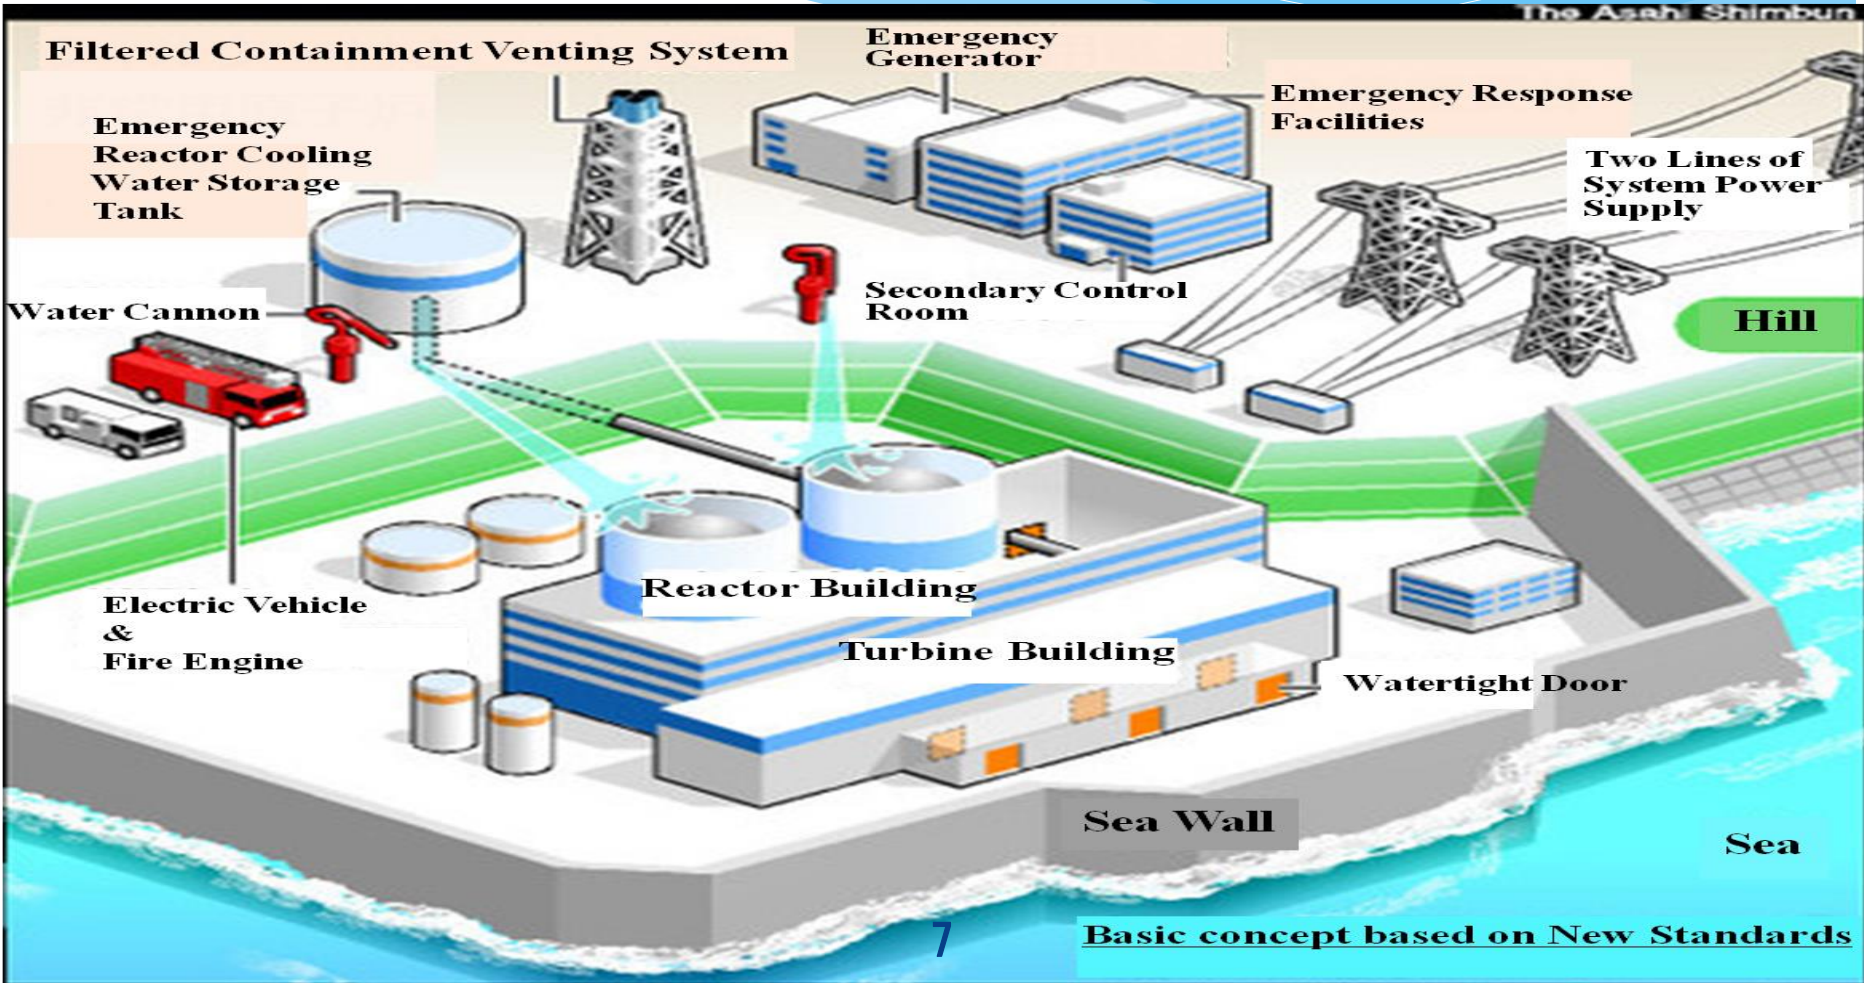 The Asahi Shimbun
Filtered Containment Venting System
Emergency
Generator
Emergency Response
Facilities
Emergency
Reactor Cooling
Water Storage
Tank
Two Lines of
System Power
Supply
Water Cannon
Secondary Control
Room
Hill
Electric Vehicle
&
Fire Engine
Reactor Building
Turbine Building
Watertight Door
Sea Wall
Sea
7
Basic concept based on New Standards